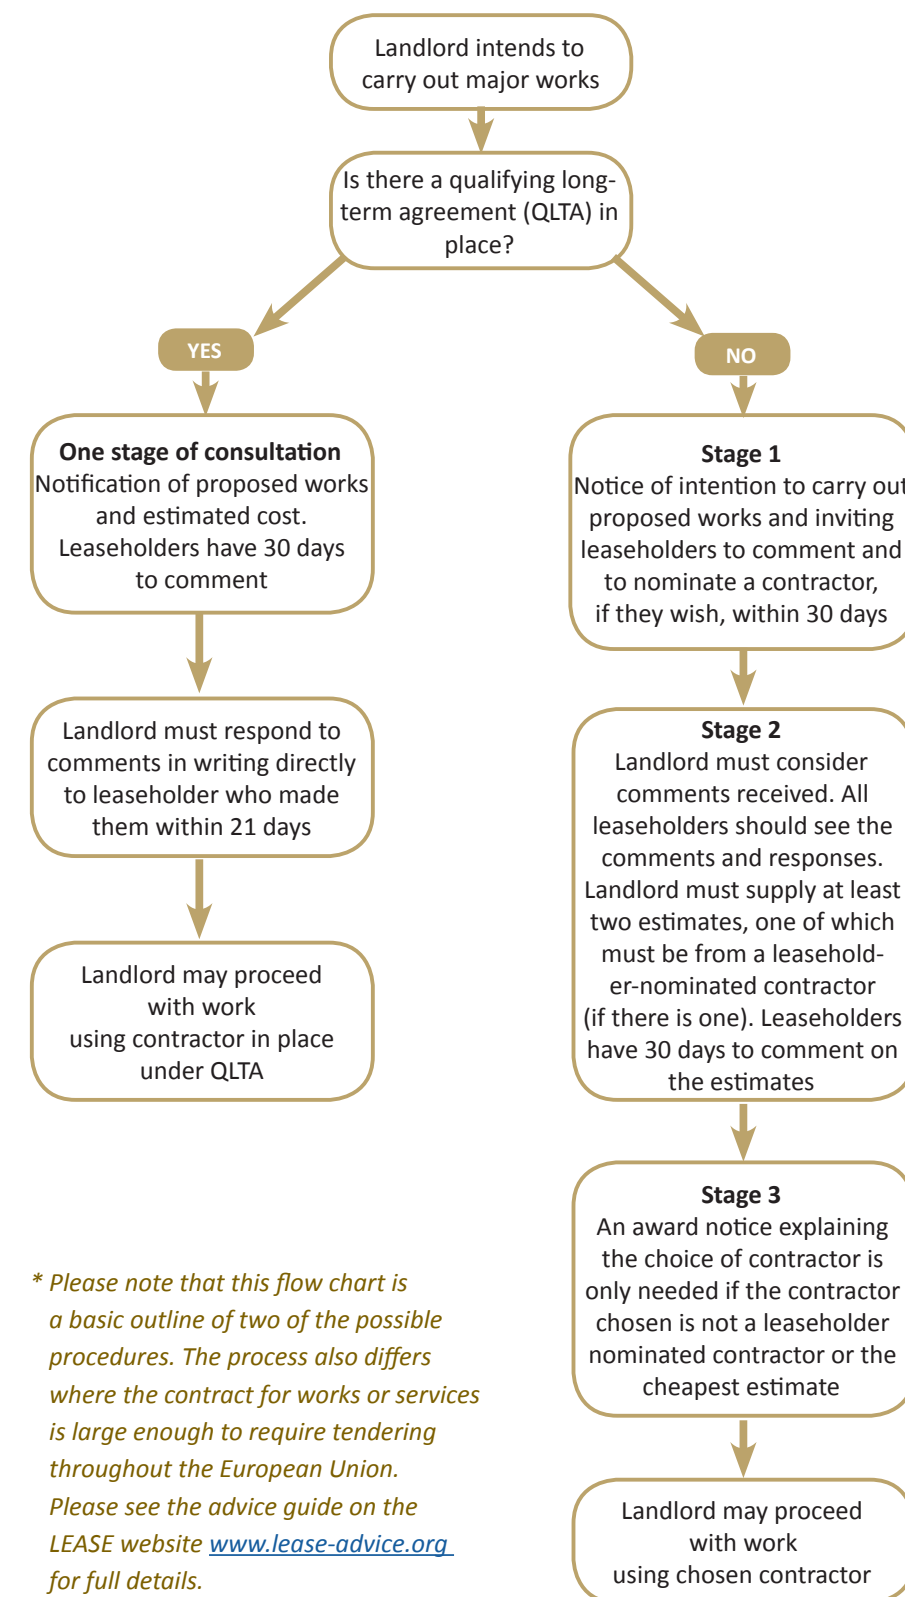 Landlord intends to
carry out major works
Is there a qualifying long-
term agreement (QLTA) in
place?
YES
One stage of consultation
Notification of proposed works
and estimated cost.
Leaseholders have 30 days
to comment
Landlord must respond to
comments in writing directly
to leaseholder who made
them within 21 days
Landlord may proceed
with work
using contractor in place
under QLTA
NO
Stage 1
Notice of intention to carry out
proposed works and inviting
leaseholders to comment and
to nominate a contractor,
if they wish, within 30 days
Stage 2
Landlord must consider
comments received. All
leaseholders should see the
comments and responses.
Landlord must supply at least
two estimates, one of which
must be from a leasehold-
er-nominated contractor
(if there is one). Leaseholders
have 30 days to comment on
the estimates
Stage 3
An award notice explaining
the choice of contractor is
only needed if the contractor
chosen is not a leaseholder
nominated contractor or the
cheapest estimate
Landlord may proceed
with work
using chosen contractor
* Please note that this flow chart is
a basic outline of two of the possible
procedures. The process also differs
where the contract for works or services
is large enough to require tendering
throughout the European Union.
Please see the advice guide on the
LEASE website www.lease-advice.org
for full details.